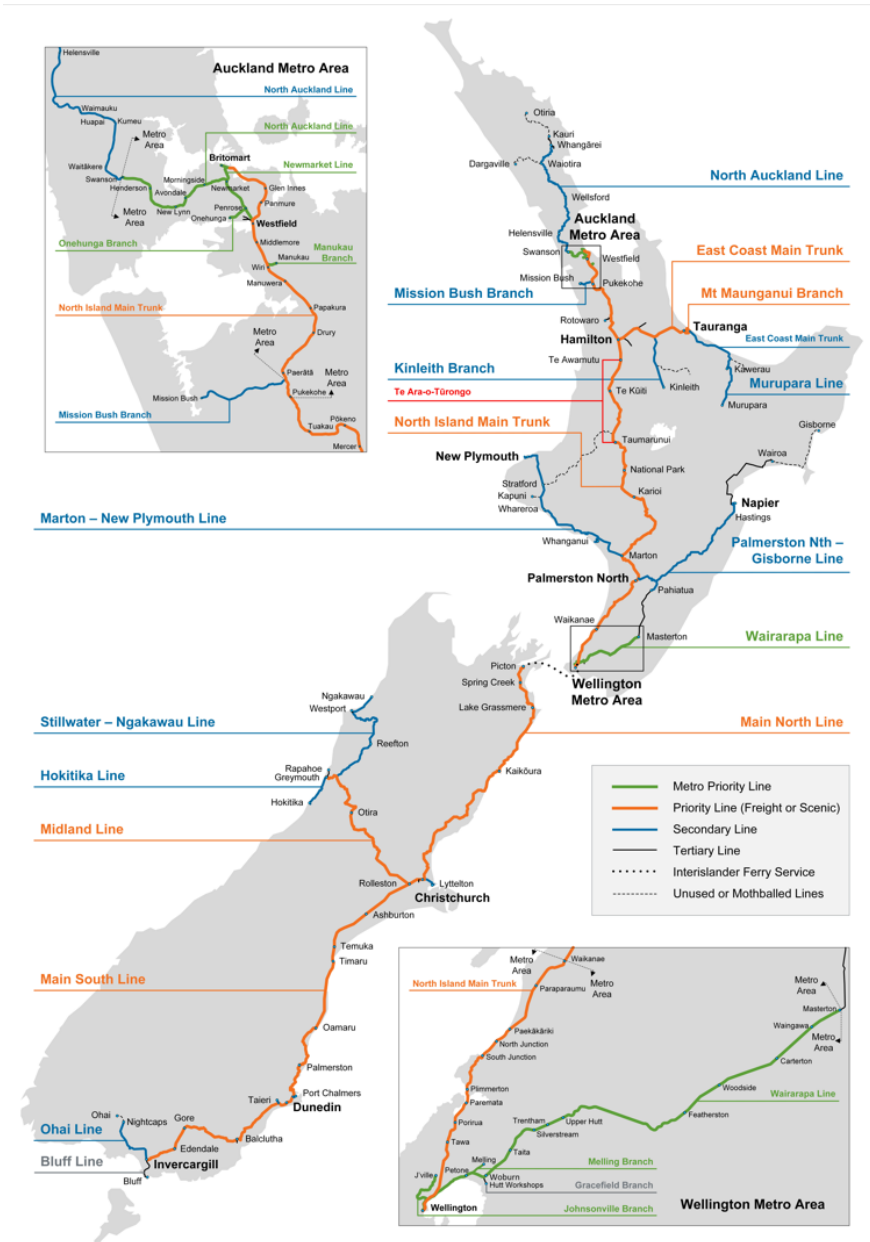 Helensville
Auckland Metro Area
North Auckland Line
Waimauku
Huapai
Kumeu
Metro
Area
North Auckland Line
Britomart
Waitākere
Morningside
Newmarket Line
Swanson
Henderson
Avondale
Newmarket
Glen Innes
Panmure
Metro
Area
New Lynn
Penrose
Onehunga
Westfield
Onehunga Branch
Middlemore
Manukau
Branch
Manukau
Wiri
Manuwera
North Island Main Trunk
Papakura
Metro
Area
Drury
Paerātā
Metro
Area
Mission Bush
Pukekohe
Mission Bush Branch
Pōkeno
Tuakau
Mercer
Otiria
Kauri
Whangārei
Dargaville
Waiotira
North Auckland Line
Wellsford
Auckland
Metro Area
Helensville
Swanson
Westfield
East Coast Main Trunk
Mission Bush
Pukekohe
Mission Bush Branch
Mt Maunganui Branch
Rotowaro
Tauranga
Hamilton
East Coast Main Trunk
Te Awamutu
Kinleith Branch
Kawerau
Kinleith
Murupara Line
Te Ara-o-Tūrongo
Te Kūiti
Murupara
North Island Main Trunk
Gisborne
Taumarunui
New Plymouth
Wairoa
National Park
Stratford
Kapuni
Karioi
Whareroa
Napier
Hastings
Marton – New Plymouth Line
Whanganui
Palmerston Nth –
Gisborne Line
Marton
Palmerston North
Pahiatua
Waikanae
Masterton
Wairarapa Line
Wellington
Metro Area
Picton
Spring Creek
Lake Grassmere
Main North Line
Ngakawau
Westport
Stillwater – Ngakawau Line
Reefton
Rapahoe
Greymouth
Kaikōura
Hokitika Line
Hokitika
Otira
Midland Line
Rolleston
Lyttelton
Christchurch
Ashburton
Temuka
Timaru
Main South Line
Oamaru
Palmerston
Port Chalmers
Taieri
Dunedin
Ohai
Nightcaps
Gore
Ohai Line
Balclutha
Edendale
Bluff Line
Invercargill
Bluff
Metro Priority Line
Priority Line (Freight or Scenic)
Secondary Line
Tertiary Line
Interislander Ferry Service
Unused or Mothballed Lines
Metro
Area
Waikanae
Metro
Area
North Island Main Trunk
Paraparaumu
Metro
Area
Masterton
Waingawa
Metro
Area
Paekākāriki
North Junction
South Junction
Carterton
Plimmerton
Woodside
Wairarapa Line
Paremata
Featherston
Porirua
Trentham
Upper Hutt
Silverstream
Tawa
Taita
Melling
Melling Branch
J'ville
Petone
Woburn
Hutt Workshops
Gracefield Branch
Wellington
Johnsonville Branch
Wellington Metro Area